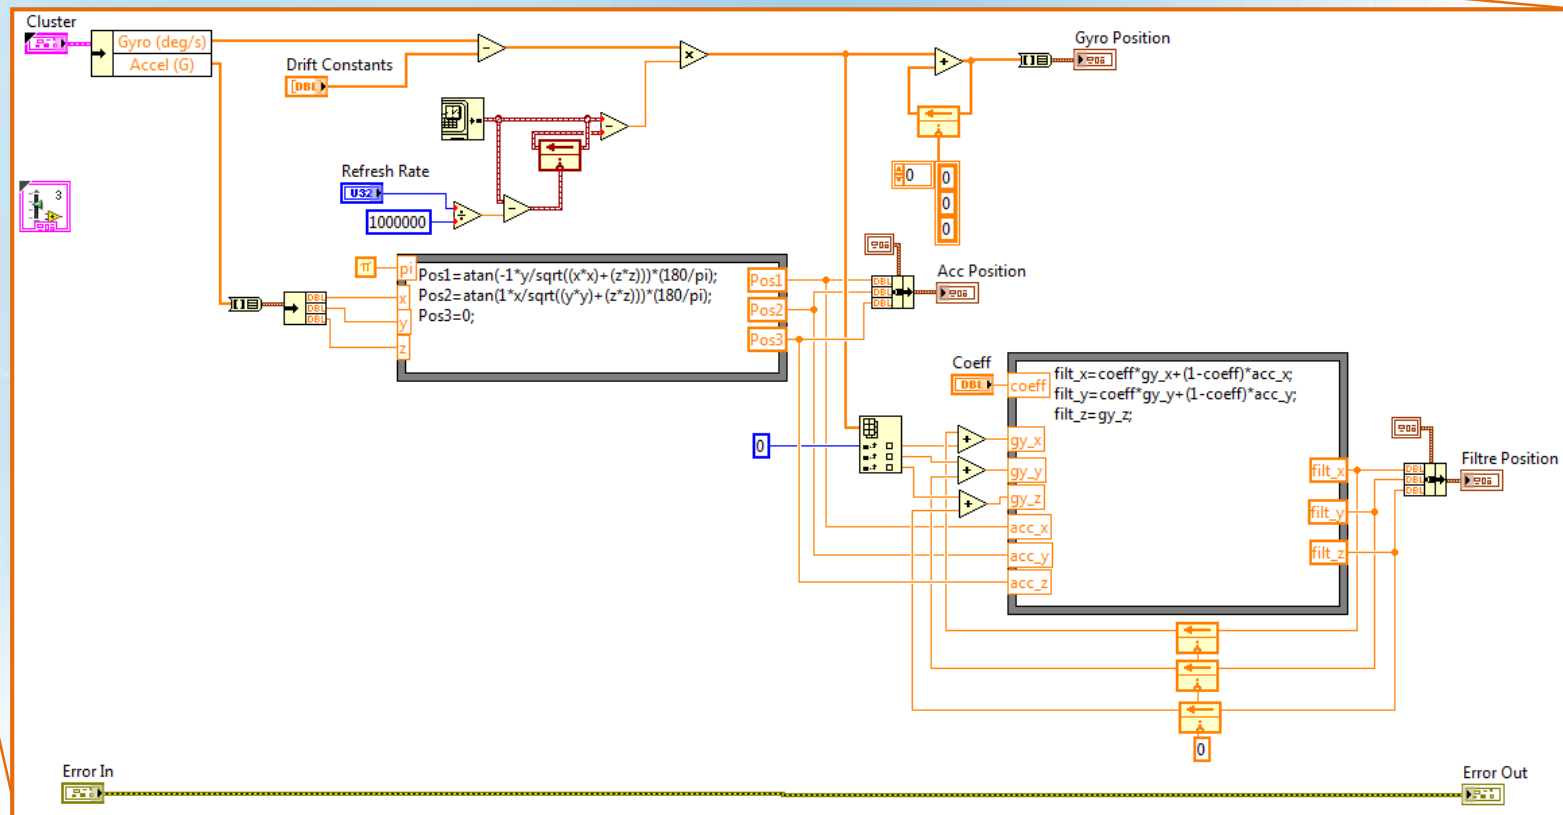 Cluster
Gyro (deg/s)
Accel (G)
Drift Constants
[DBL]
Gyro Position
Refresh Rate
U32
1000000
0
0
0
0
3
π
pi
x
y
z
DBL
DBL
DBL
Pos1=atan(-1*y/sqrt((x*x)+(z*z)))*(180/pi);
Pos2=atan(1*x/sqrt((y*y)+(z*z)))*(180/pi);
Pos3=0;
Pos1
Pos2
Pos3
DBL
DBL
DBL
Acc Position
Coeff
DBL
coeff
filt_x=coeff*gy_x+(1-coeff)*acc_x;
filt_y=coeff*gy_y+(1-coeff)*acc_y;
filt_z=gy_z;
0
gy_x
gy_y
gy_z
acc_x
acc_y
acc_z
filt_x
filt_y
filt_z
DBL
DBL
DBL
Filtre Position
0
Error In
Error Out